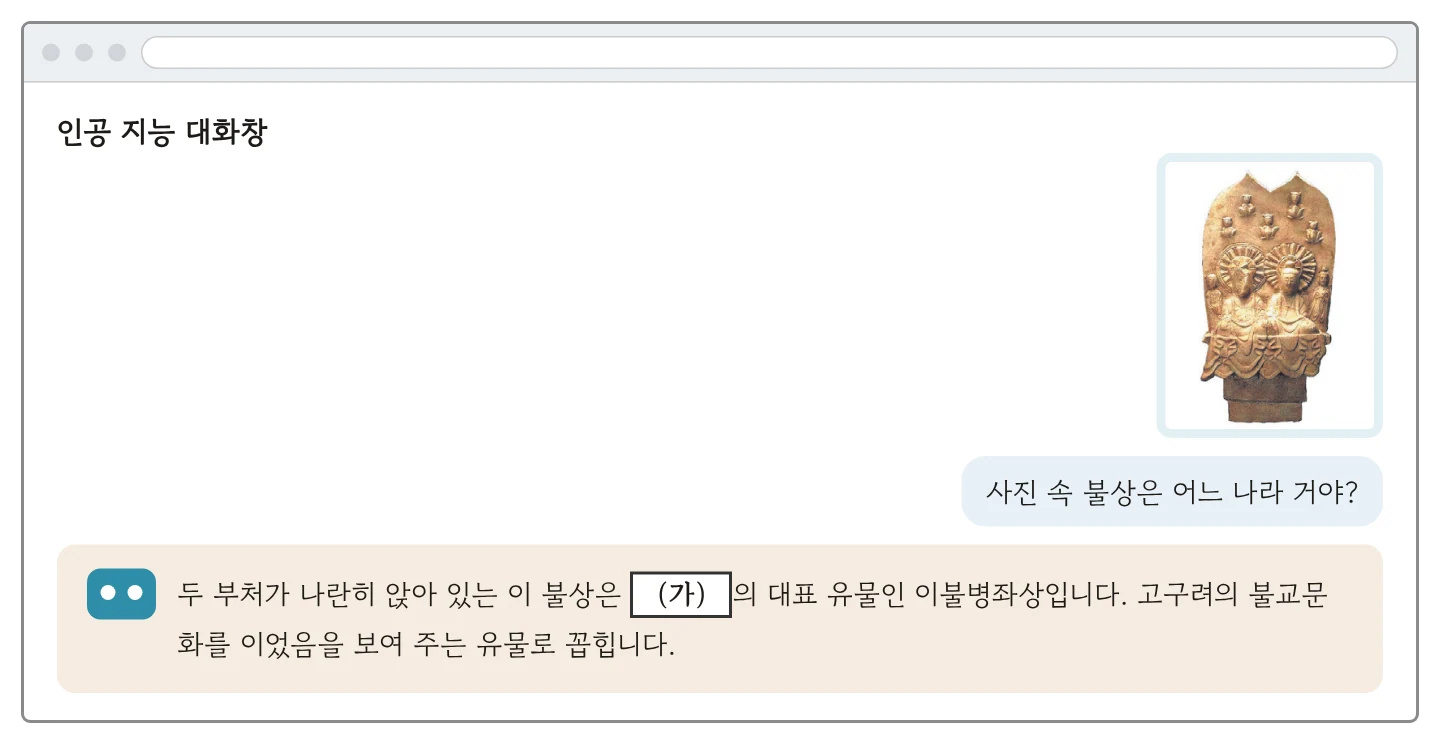 인공 지능 대화창
사진 속 불상은 어느 나라 거야?
두 부처가 나란히 앉아 있는 이 불상은 (가)의 대표 유물인 이불병좌상입니다. 고구려의 불교문
화를 이었음을 보여 주는 유물로 꼽힙니다.